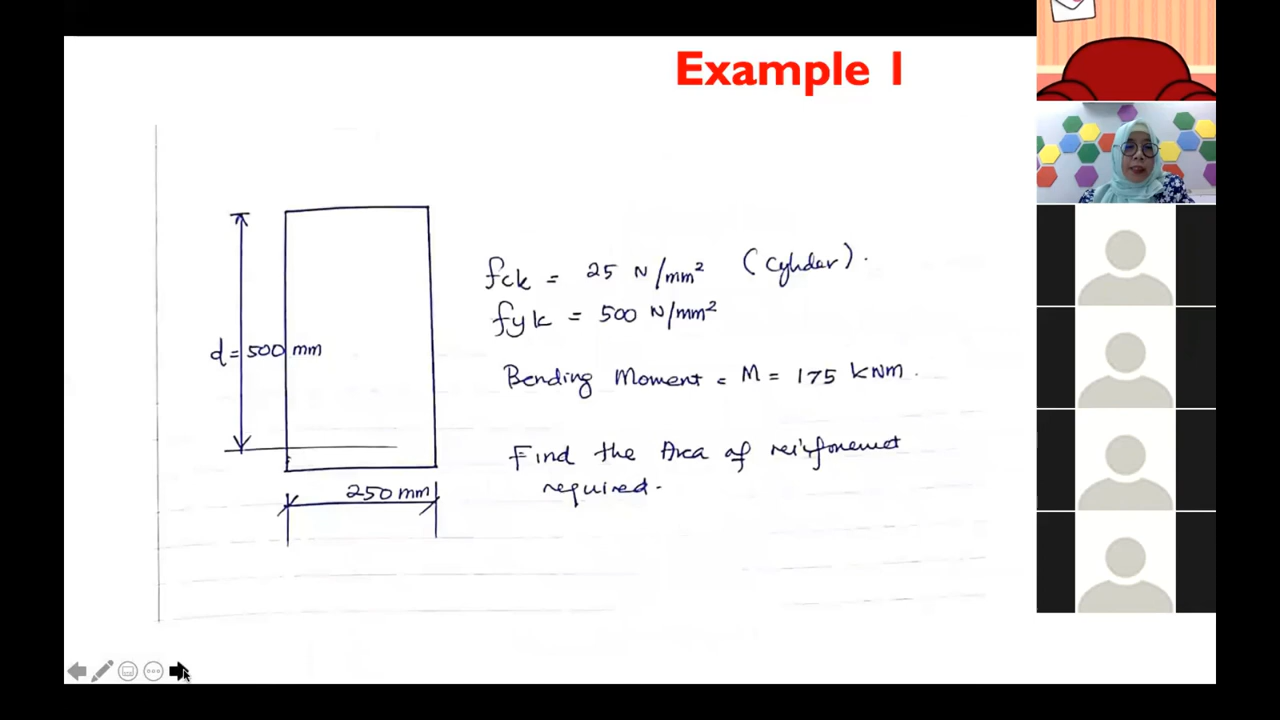 Example 1
fck = 25 N/mm² (Cylinder).
fyk = 500 N/mm²
d = 500 mm
Bending Moment = M = 175 kNm.
Find the Area of reinforcement
required.
250 mm